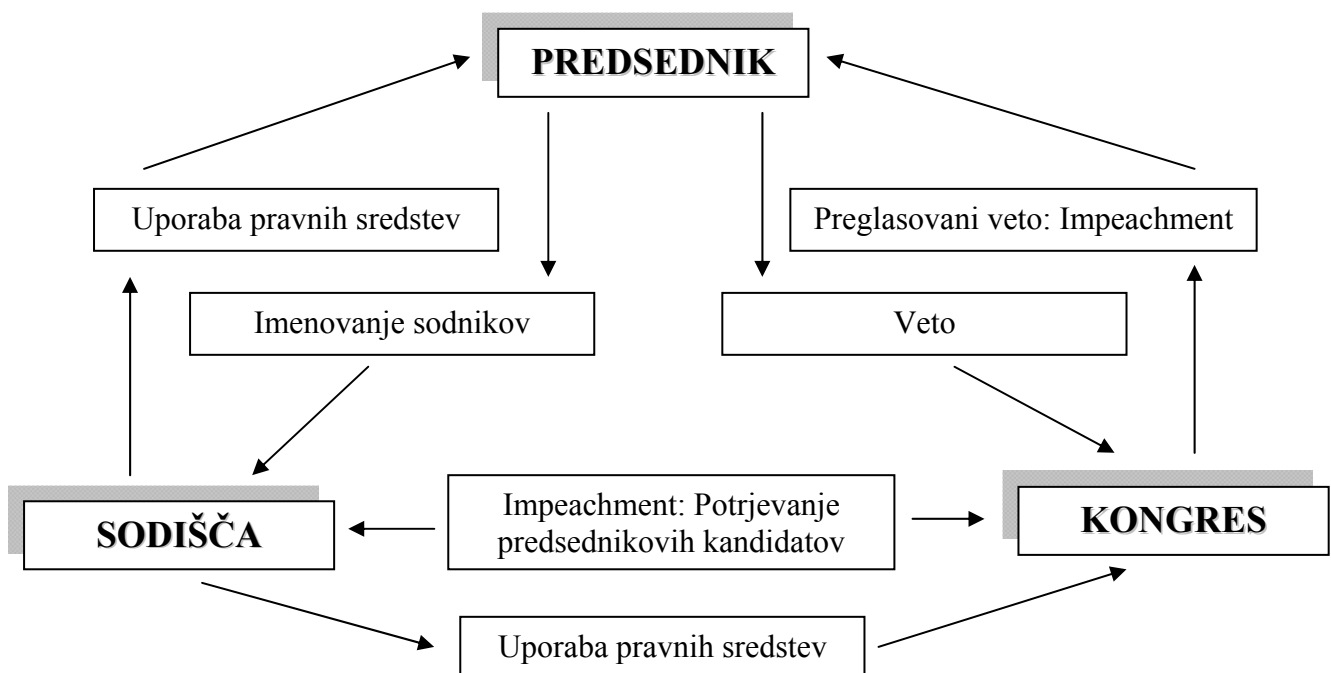 PREDSEDNIK
Uporaba pravnih sredstev
Preglasovani veto: Impeachment
Imenovanje sodnikov
Veto
SODIŠČA
Impeachment: Potrjevanje
predsednikovih kandidatov
KONGRES
Uporaba pravnih sredstev